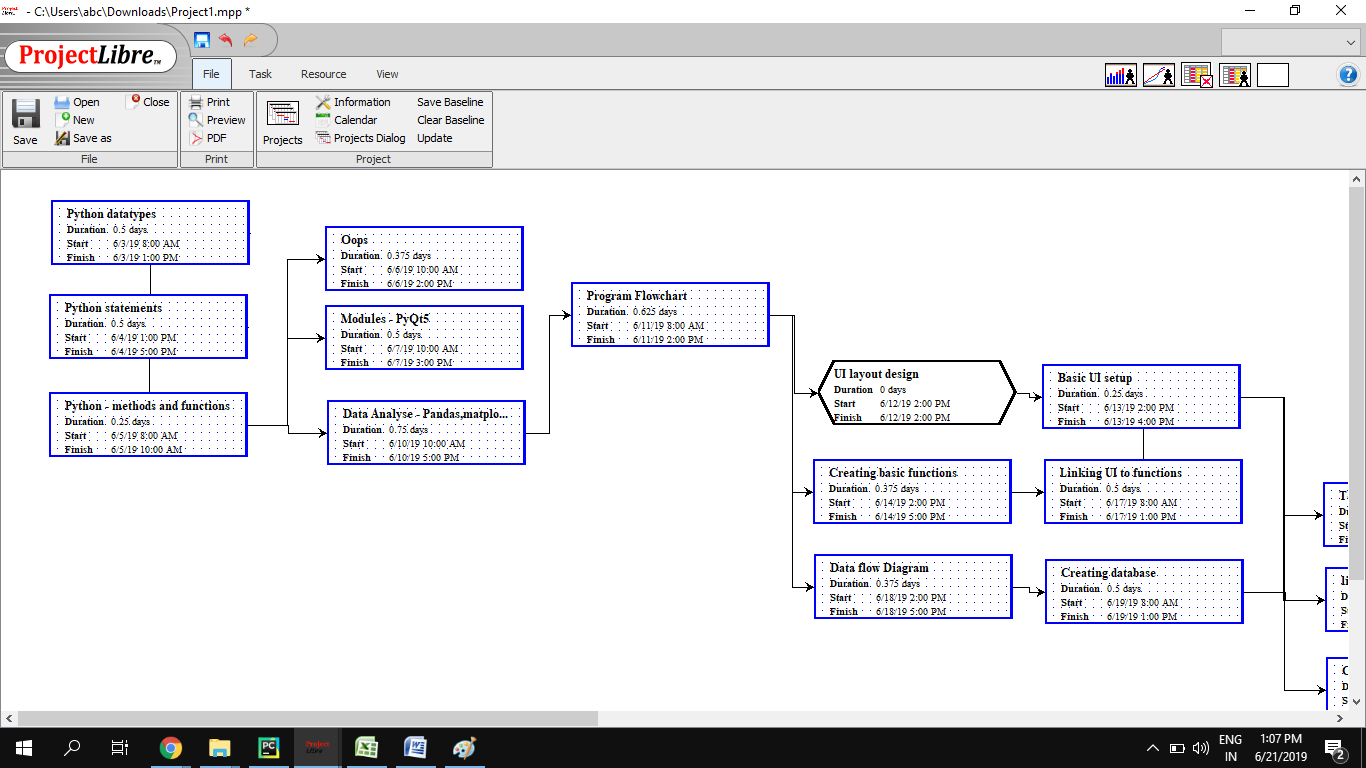 Project Libre - C:\Users\abc\Downloads\Project1.mpp *
ProjectLibre™
File Task Resource View
Save
Open
New
Save as
Close
File
Print
Preview
PDF
Print
Projects
Information
Calendar
Projects Dialog
Save Baseline
Clear Baseline
Update
Project
Python datatypes
Duration 0.5 days
Start 6/3/19 8:00 AM
Finish 6/3/19 1:00 PM
Python statements
Duration 0.5 days
Start 6/4/19 1:00 PM
Finish 6/4/19 5:00 PM
Python - methods and functions
Duration 0.25 days
Start 6/5/19 8:00 AM
Finish 6/5/19 10:00 AM
Oops
Duration 0.375 days
Start 6/6/19 10:00 AM
Finish 6/6/19 2:00 PM
Modules - PyQt5
Duration 0.5 days
Start 6/7/19 10:00 AM
Finish 6/7/19 3:00 PM
Data Analyse - Pandas,matplo...
Duration 0.75 days
Start 6/10/19 10:00 AM
Finish 6/10/19 5:00 PM
Program Flowchart
Duration 0.625 days
Start 6/11/19 8:00 AM
Finish 6/11/19 2:00 PM
UI layout design
Duration 0 days
Start 6/12/19 2:00 PM
Finish 6/12/19 2:00 PM
Basic UI setup
Duration 0.25 days
Start 6/13/19 2:00 PM
Finish 6/13/19 4:00 PM
Creating basic functions
Duration 0.375 days
Start 6/14/19 2:00 PM
Finish 6/14/19 5:00 PM
Linking UI to functions
Duration 0.5 days
Start 6/17/19 8:00 AM
Finish 6/17/19 1:00 PM
Data flow Diagram
Duration 0.375 days
Start 6/18/19 2:00 PM
Finish 6/18/19 5:00 PM
Creating database
Duration 0.5 days
Start 6/19/19 8:00 AM
Finish 6/19/19 1:00 PM
PC
Project
Libre
ENG
IN
1:07 PM
6/21/2019
2